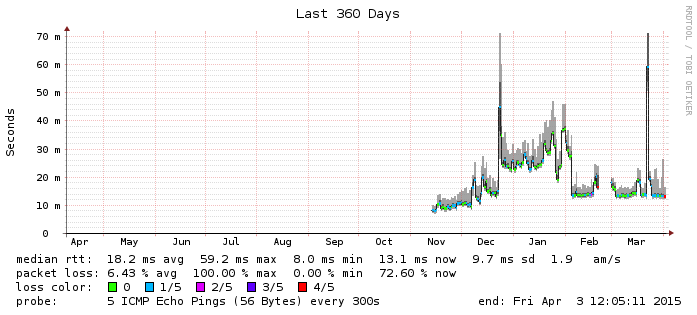 Last 360 Days
RRDTOOL / TOBI OETIKER
Seconds
70 m
60 m
50 m
40 m
30 m
20 m
10 m
0
Apr May Jun Jul Aug Sep Oct Nov Dec Jan Feb Mar
median rtt: 18.2 ms avg 59.2 ms max 8.0 ms min 13.1 ms now 9.7 ms sd 1.9 am/s
packet loss: 6.43 % avg 100.00 % max 0.00 % min 72.60 % now
loss color: 0 1/5 2/5 3/5 4/5
probe: 5 ICMP Echo Pings (56 Bytes) every 300s end: Fri Apr 3 12:05:11 2015